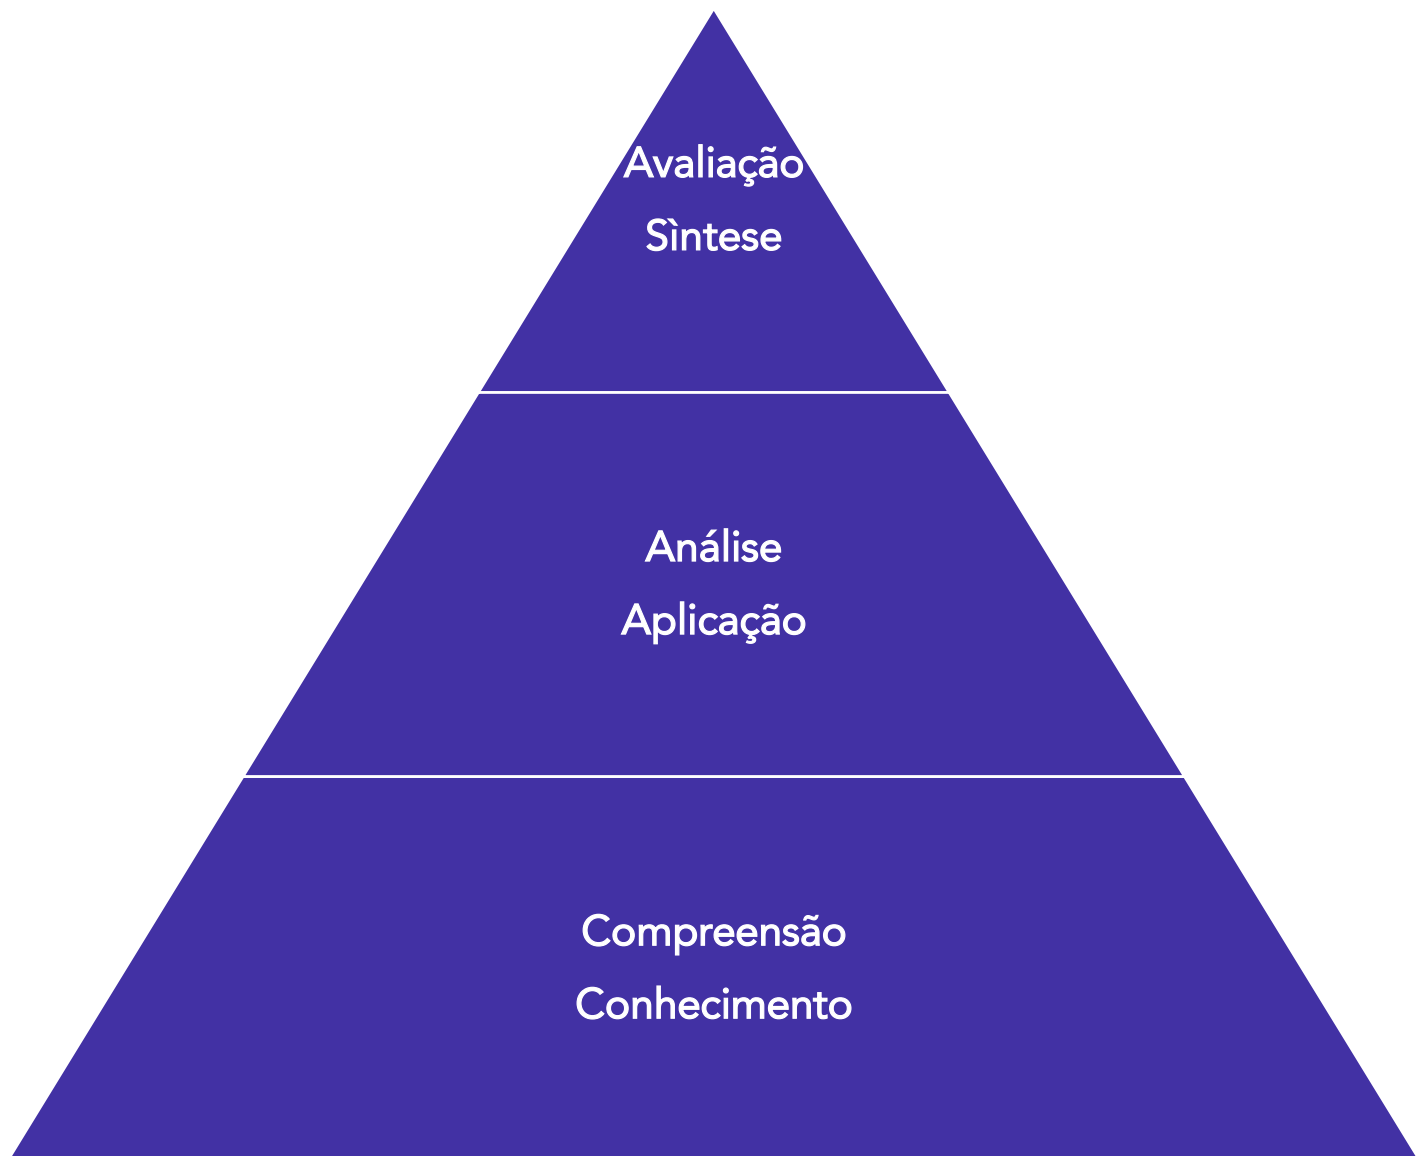 Avaliação
Sìntese
Análise
Aplicação
Compreensão
Conhecimento